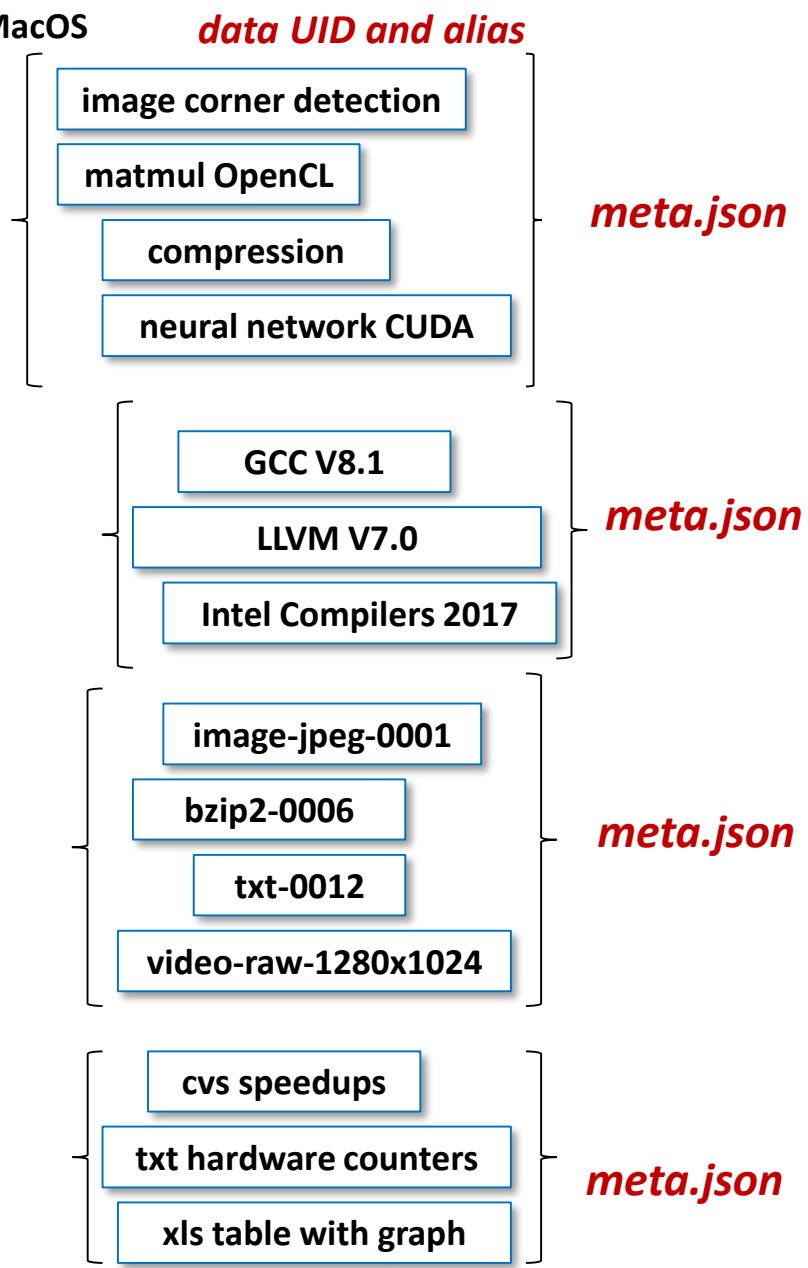 MacOS
data UID and alias
image corner detection
matmul OpenCL
compression
neural network CUDA
meta.json
GCC V8.1
LLVM V7.0
Intel Compilers 2017
meta.json
image-jpeg-0001
bzip2-0006
txt-0012
video-raw-1280x1024
meta.json
cvs speedups
txt hardware counters
xls table with graph
meta.json